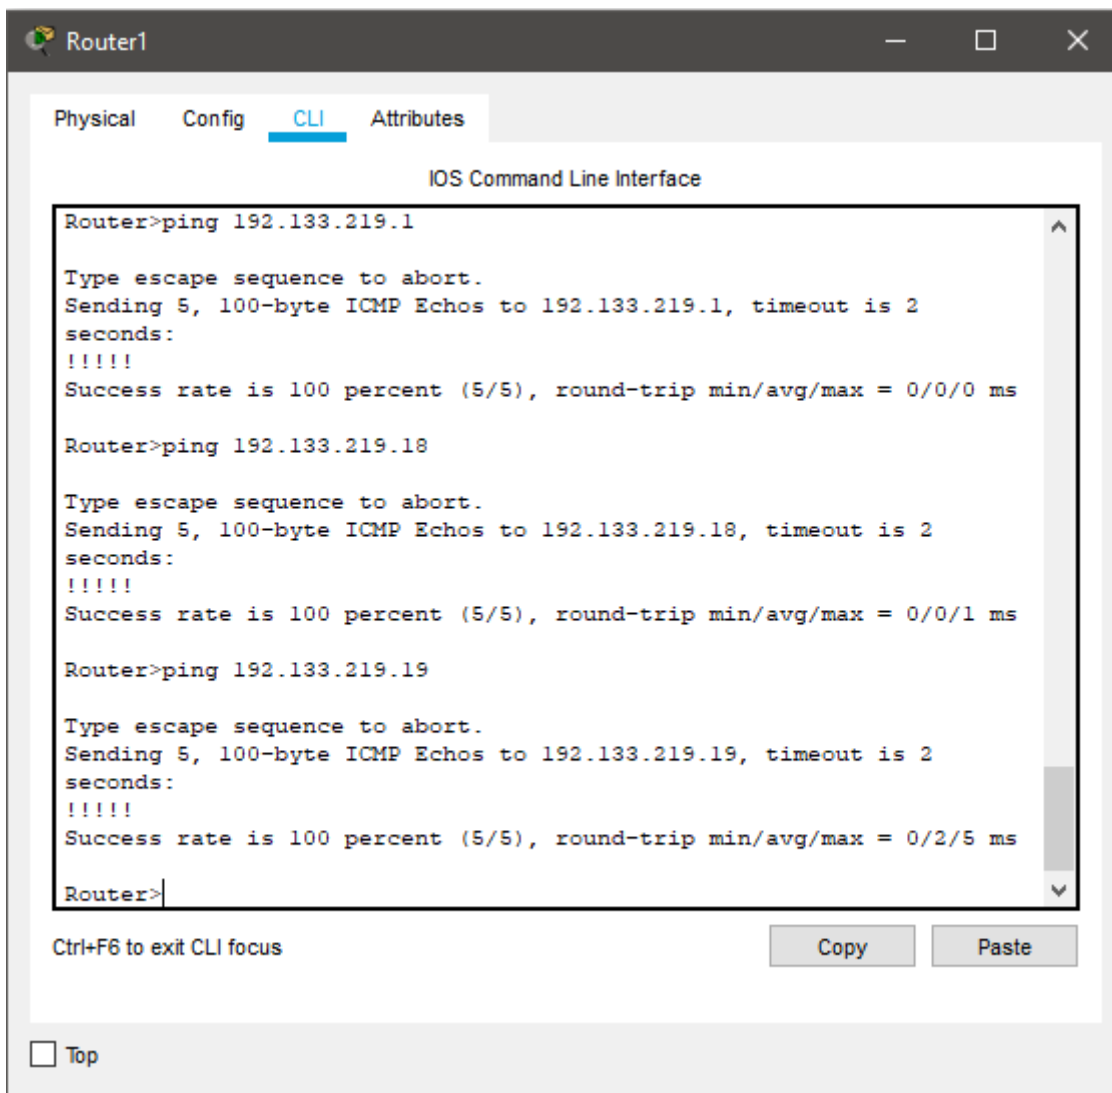 Router1
Physical Config CLI Attributes
IOS Command Line Interface
Router>ping 192.133.219.1
Type escape sequence to abort.
Sending 5, 100-byte ICMP Echos to 192.133.219.1, timeout is 2
seconds:
!!!!!
Success rate is 100 percent (5/5), round-trip min/avg/max = 0/0/0 ms
Router>ping 192.133.219.18
Type escape sequence to abort.
Sending 5, 100-byte ICMP Echos to 192.133.219.18, timeout is 2
seconds:
!!!!!
Success rate is 100 percent (5/5), round-trip min/avg/max = 0/0/1 ms
Router>ping 192.133.219.19
Type escape sequence to abort.
Sending 5, 100-byte ICMP Echos to 192.133.219.19, timeout is 2
seconds:
!!!!!
Success rate is 100 percent (5/5), round-trip min/avg/max = 0/2/5 ms
Router>
Ctrl+F6 to exit CLI focus Copy Paste
Top